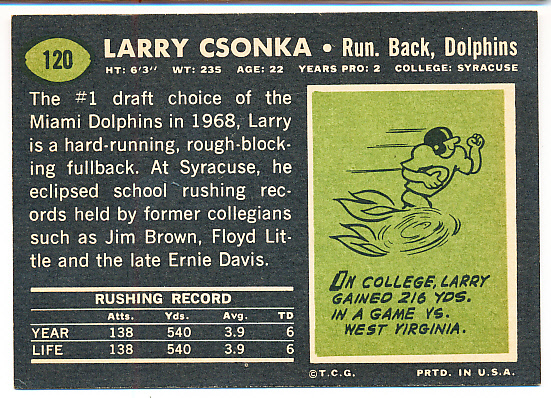 120
LARRY CSONKA • Run. Back, Dolphins
HT: 6'3" WT: 235 AGE: 22 YEARS PRO: 2 COLLEGE: SYRACUSE
The #1 draft choice of the
Miami Dolphins in 1968, Larry
is a hard-running, rough-block-
ing fullback. At Syracuse, he
eclipsed school rushing rec-
ords held by former collegians
such as Jim Brown, Floyd Lit-
tle and the late Ernie Davis.
RUSHING RECORD
Atts. Yds. Avg. TD
YEAR 138 540 3.9 6
LIFE 138 540 3.9 6
IN COLLEGE, LARRY
GAINED 216 YDS.
IN A GAME VS.
WEST VIRGINIA.
© T.C.G. PRTD. IN U.S.A.